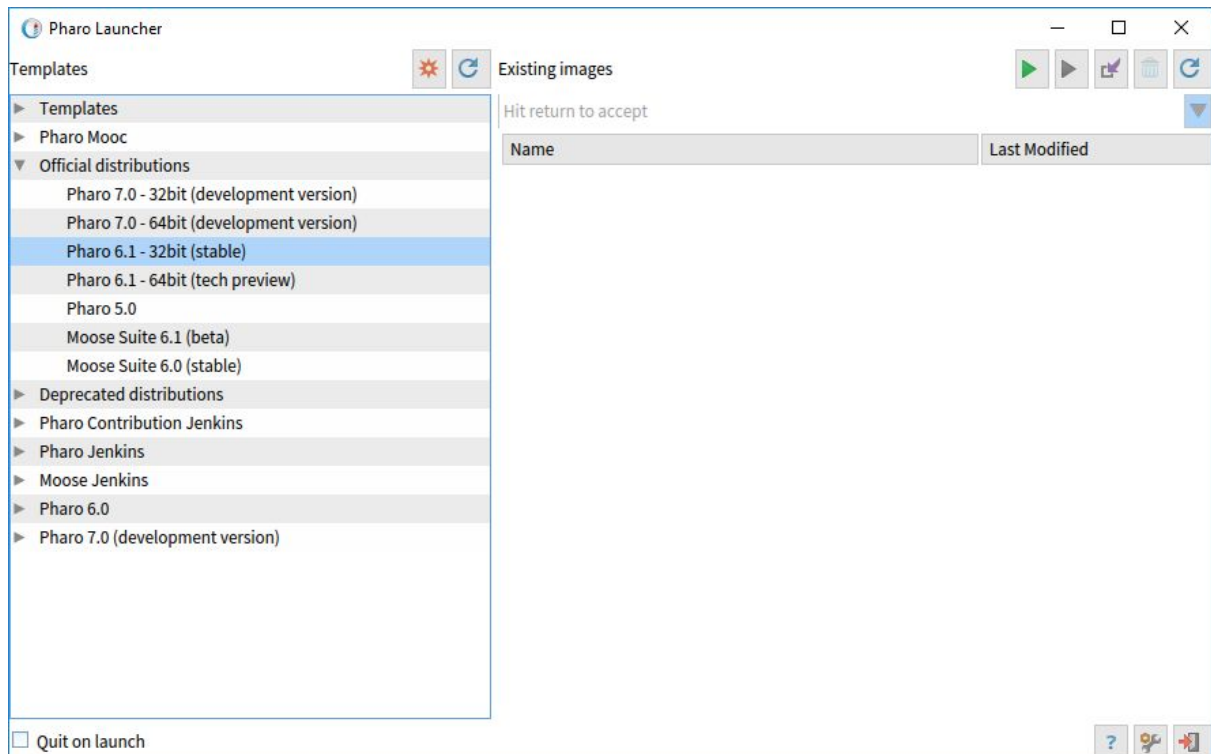 Pharo Launcher
Templates
Existing images
Templates
Pharo Mooc
Official distributions
Pharo 7.0 - 32bit (development version)
Pharo 7.0 - 64bit (development version)
Pharo 6.1 - 32bit (stable)
Pharo 6.1 - 64bit (tech preview)
Pharo 5.0
Moose Suite 6.1 (beta)
Moose Suite 6.0 (stable)
Deprecated distributions
Pharo Contribution Jenkins
Pharo Jenkins
Moose Jenkins
Pharo 6.0
Pharo 7.0 (development version)
Hit return to accept
Name
Last Modified
Quit on launch
?